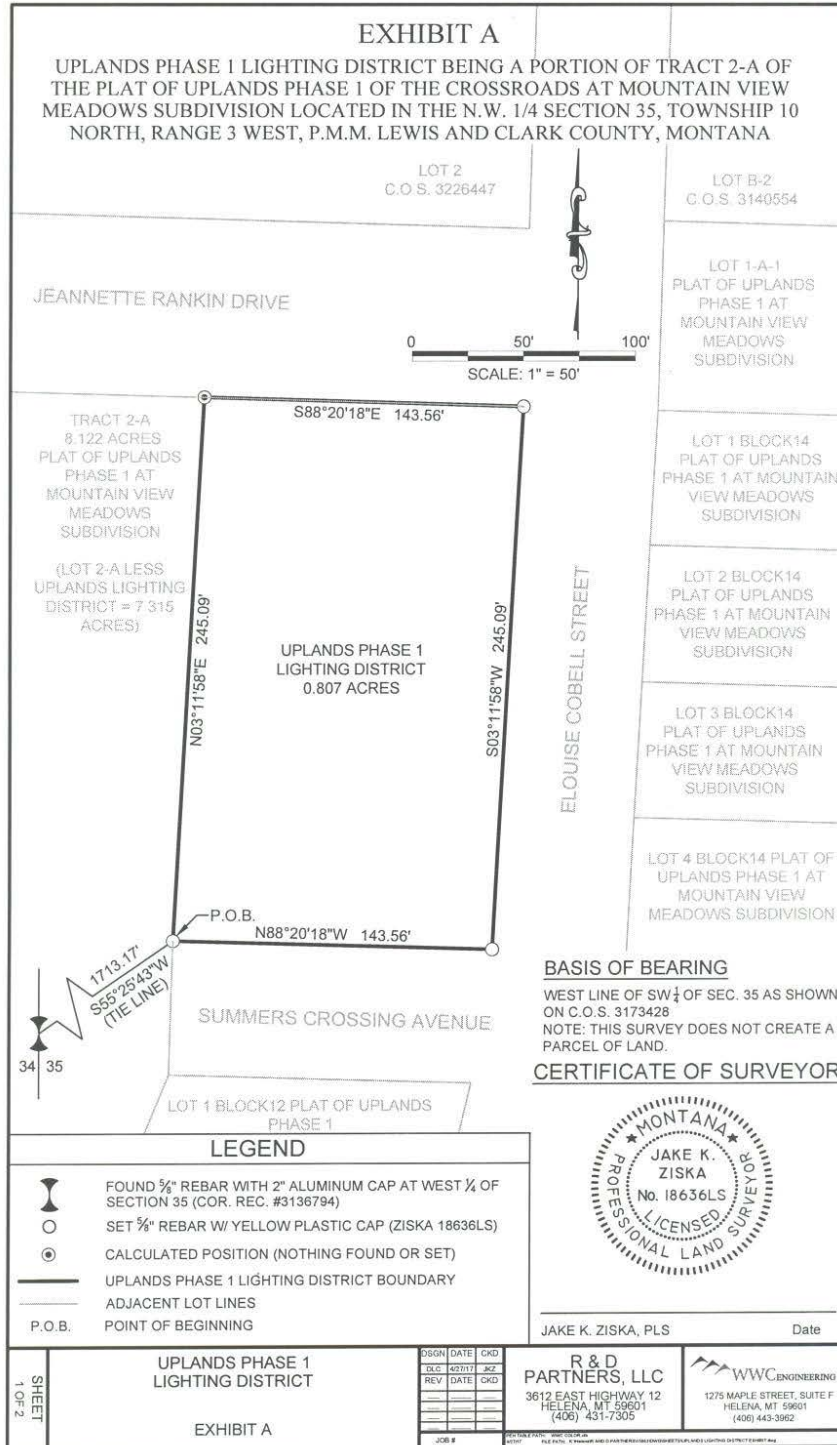 EXHIBIT A
UPLANDS PHASE 1 LIGHTING DISTRICT BEING A PORTION OF TRACT 2-A OF
THE PLAT OF UPLANDS PHASE 1 OF THE CROSSROADS AT MOUNTAIN VIEW
MEADOWS SUBDIVISION LOCATED IN THE N.W. 1/4 SECTION 35, TOWNSHIP 10
NORTH, RANGE 3 WEST, P.M.M. LEWIS AND CLARK COUNTY, MONTANA
LOT 2
C.O.S. 3226447
LOT B-2
C.O.S. 3140554
JEANNETTE RANKIN DRIVE
LOT 1-A-1
PLAT OF UPLANDS
PHASE 1 AT
MOUNTAIN VIEW
MEADOWS
SUBDIVISION
0 50' 100'
SCALE: 1" = 50'
S88°20'18"E 143.56'
TRACT 2-A
8.122 ACRES
PLAT OF UPLANDS
PHASE 1 AT
MOUNTAIN VIEW
MEADOWS
SUBDIVISION
(LOT 2-A LESS
UPLANDS LIGHTING
DISTRICT = 7.315
ACRES)
N03°11'58"E 245.09'
UPLANDS PHASE 1
LIGHTING DISTRICT
0.807 ACRES
S03°11'58"W 245.09'
ELOUISE COBELL STREET
LOT 1 BLOCK14
PLAT OF UPLANDS
PHASE 1 AT MOUNTAIN
VIEW MEADOWS
SUBDIVISION
LOT 2 BLOCK14
PLAT OF UPLANDS
PHASE 1 AT MOUNTAIN
VIEW MEADOWS
SUBDIVISION
LOT 3 BLOCK14
PLAT OF UPLANDS
PHASE 1 AT MOUNTAIN
VIEW MEADOWS
SUBDIVISION
LOT 4 BLOCK14 PLAT OF
UPLANDS PHASE 1 AT
MOUNTAIN VIEW
MEADOWS SUBDIVISION
P.O.B.
N88°20'18"W 143.56'
1713.17'
S55°25'43"W
(TIE LINE)
34 35
SUMMERS CROSSING AVENUE
LOT 1 BLOCK12 PLAT OF UPLANDS
PHASE 1
BASIS OF BEARING
WEST LINE OF SW ¼ OF SEC. 35 AS SHOWN
ON C.O.S. 3173428
NOTE: THIS SURVEY DOES NOT CREATE A
PARCEL OF LAND.
CERTIFICATE OF SURVEYOR
MONTANA
JAKE K.
ZISKA
No. 18636LS
LICENSED
PROFESSIONAL LAND SURVEYOR
JAKE K. ZISKA, PLS Date
LEGEND
FOUND ⅝" REBAR WITH 2" ALUMINUM CAP AT WEST ¼ OF
SECTION 35 (COR. REC. #3136794)
SET ⅝" REBAR W/ YELLOW PLASTIC CAP (ZISKA 18636LS)
CALCULATED POSITION (NOTHING FOUND OR SET)
UPLANDS PHASE 1 LIGHTING DISTRICT BOUNDARY
ADJACENT LOT LINES
P.O.B. POINT OF BEGINNING
SHEET
1 OF 2
UPLANDS PHASE 1
LIGHTING DISTRICT
EXHIBIT A
DSGN DATE CKD
DLC 4/27/17 JKZ
REV DATE CKD
JOB #
R & D
PARTNERS, LLC
3612 EAST HIGHWAY 12
HELENA, MT 59601
(406) 431-7305
WWC ENGINEERING
1275 MAPLE STREET, SUITE F
HELENA, MT 59601
(406) 443-3962